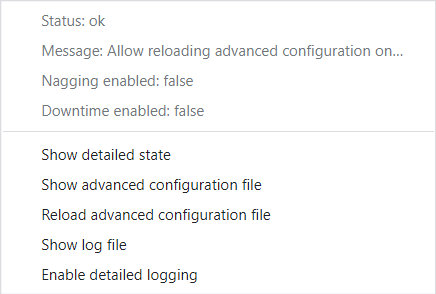 Status: ok
Message: Allow reloading advanced configuration on...
Nagging enabled: false
Downtime enabled: false
Show detailed state
Show advanced configuration file
Reload advanced configuration file
Show log file
Enable detailed logging